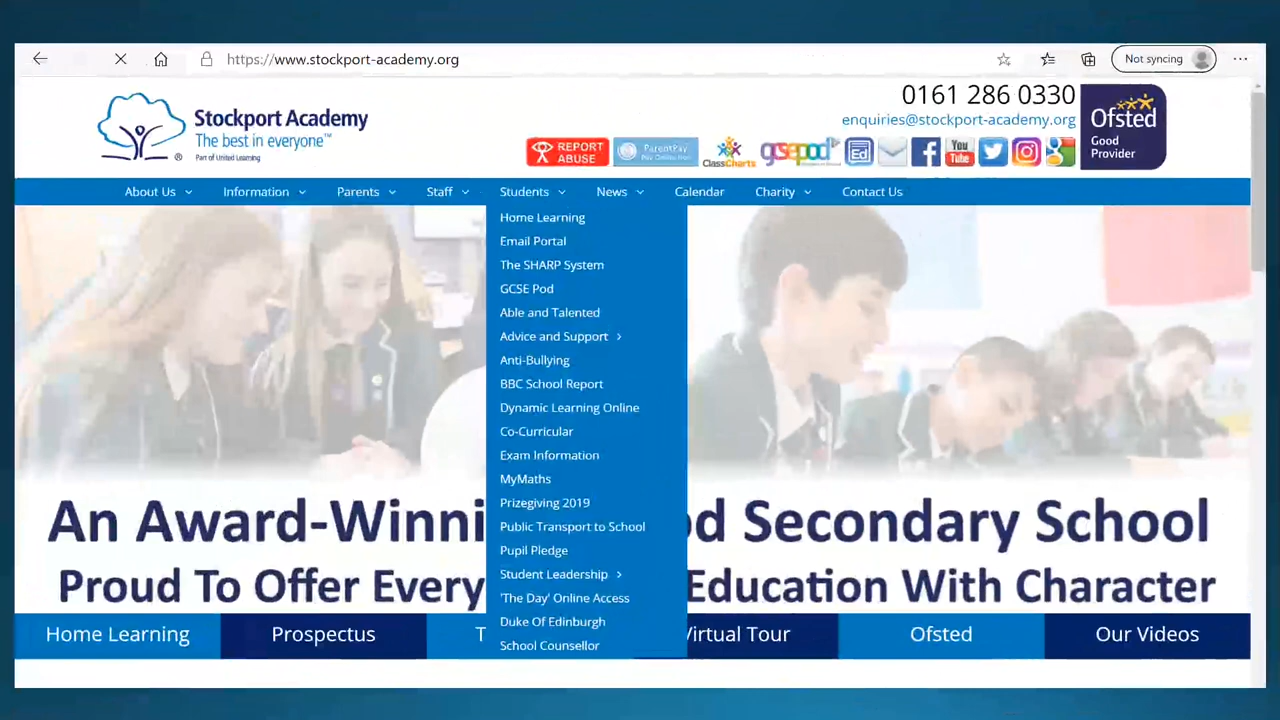 https://www.stockport-academy.org
Not syncing
Stockport Academy
The best in everyone™
Part of United Learning
®
0161 286 0330
enquiries@stockport-academy.org
REPORT ABUSE
ParentPay
ClassCharts
gcsepod
Ed
You Tube
Ofsted
Good
Provider
About Us Information Parents Staff Students News Calendar Charity Contact Us
Home Learning
Email Portal
The SHARP System
GCSE Pod
Able and Talented
Advice and Support
Anti-Bullying
BBC School Report
Dynamic Learning Online
Co-Curricular
Exam Information
MyMaths
Prizegiving 2019
Public Transport to School
Pupil Pledge
Student Leadership
'The Day' Online Access
Duke Of Edinburgh
School Counsellor
An Award-Winni d Secondary School
Proud To Offer Every Education With Character
Home Learning Prospectus T Virtual Tour Ofsted Our Videos